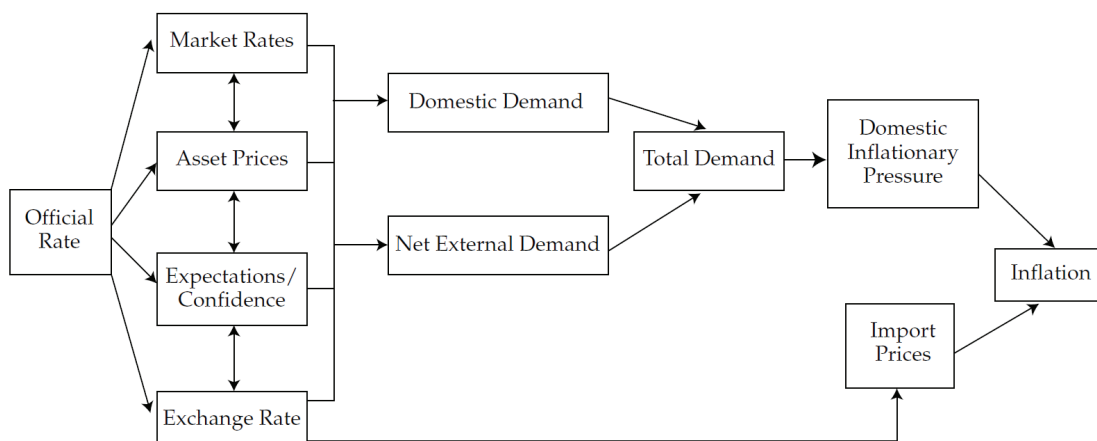 Market Rates
Asset Prices
Official
Rate
Expectations/
Confidence
Exchange Rate
Domestic Demand
Net External Demand
Total Demand
Domestic
Inflationary
Pressure
Import
Prices
Inflation